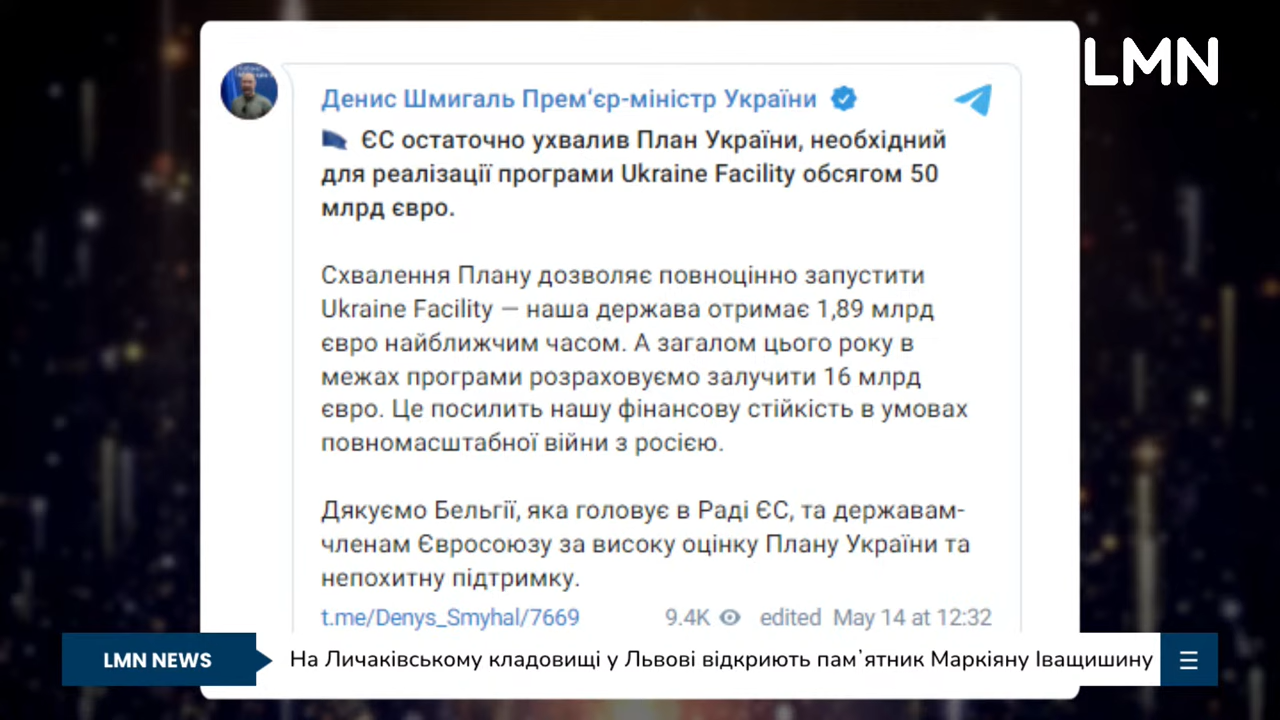 LMN
Денис Шмигаль Прем‘єр-міністр України
ЄС остаточно ухвалив План України, необхідний
для реалізації програми Ukraine Facility обсягом 50
млрд євро.
Схвалення Плану дозволяє повноцінно запустити
Ukraine Facility — наша держава отримає 1,89 млрд
євро найближчим часом. А загалом цього року в
межах програми розраховуємо залучити 16 млрд
євро. Це посилить нашу фінансову стійкість в умовах
повномасштабної війни з росією.
Дякуємо Бельгії, яка головує в Раді ЄС, та державам-
членам Євросоюзу за високу оцінку Плану України та
непохитну підтримку.
t.me/Denys_Smyhal/7669 9.4K edited May 14 at 12:32
LMN NEWS На Личаківському кладовищі у Львові відкриють пам’ятник Маркіяну Іващишину